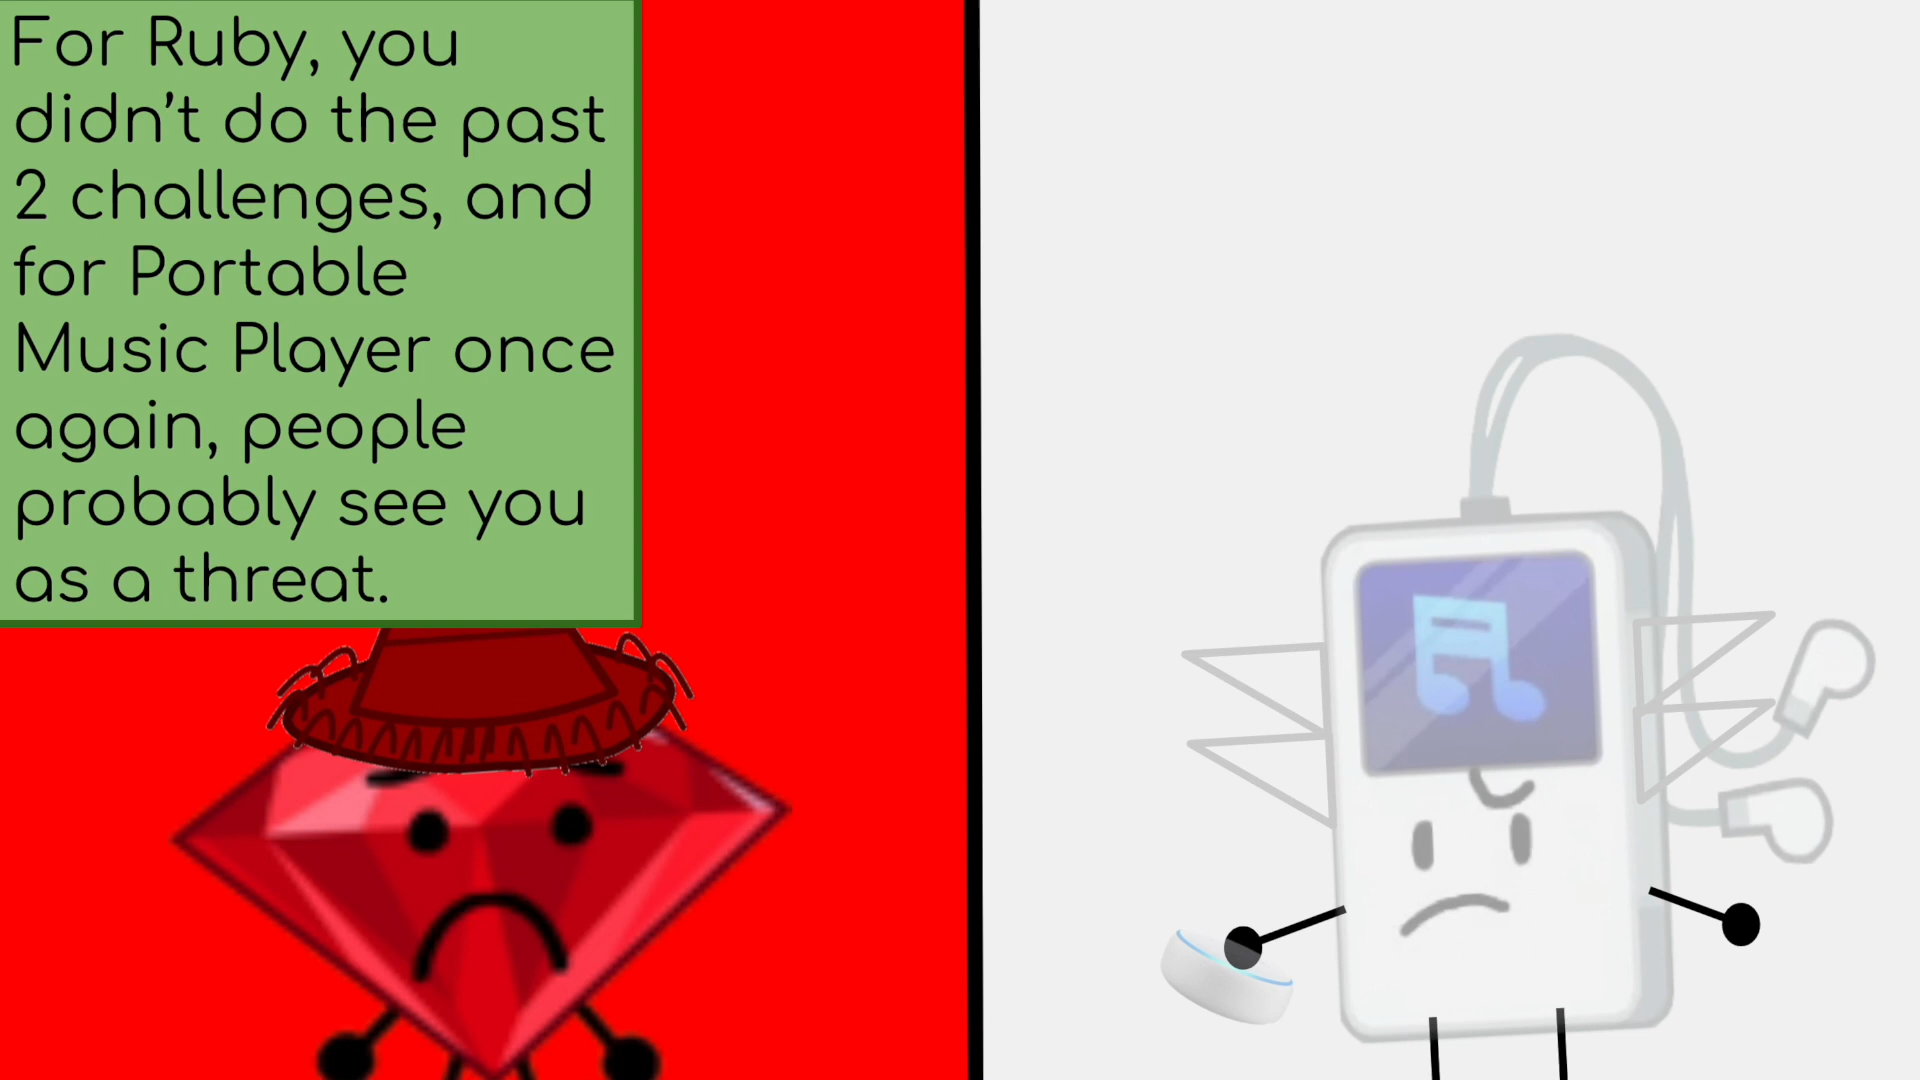 For Ruby, you
didn't do the past
2 challenges, and
for Portable
Music Player once
again, people
probably see you
as a threat.